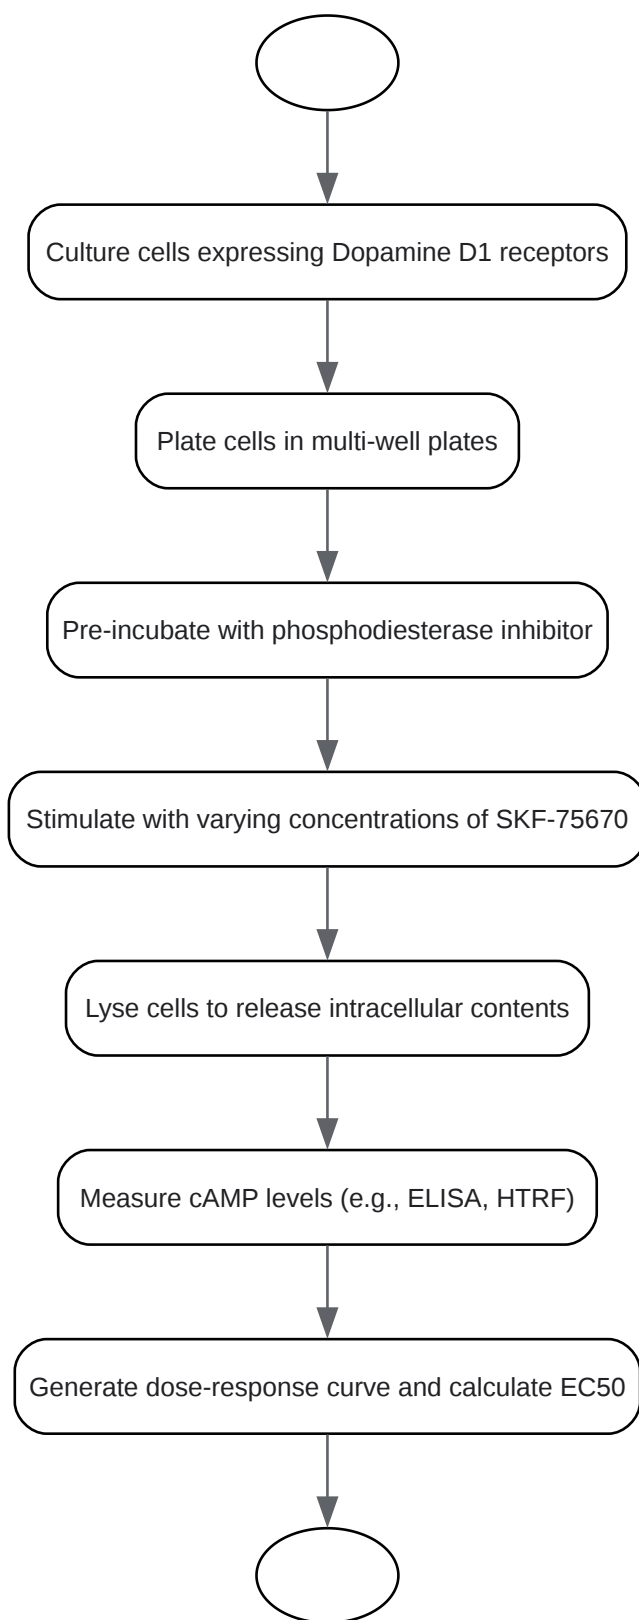 Culture cells expressing Dopamine D1 receptors
Plate cells in multi-well plates
Pre-incubate with phosphodiesterase inhibitor
Stimulate with varying concentrations of SKF-75670
Lyse cells to release intracellular contents
Measure cAMP levels (e.g., ELISA, HTRF)
Generate dose-response curve and calculate EC50